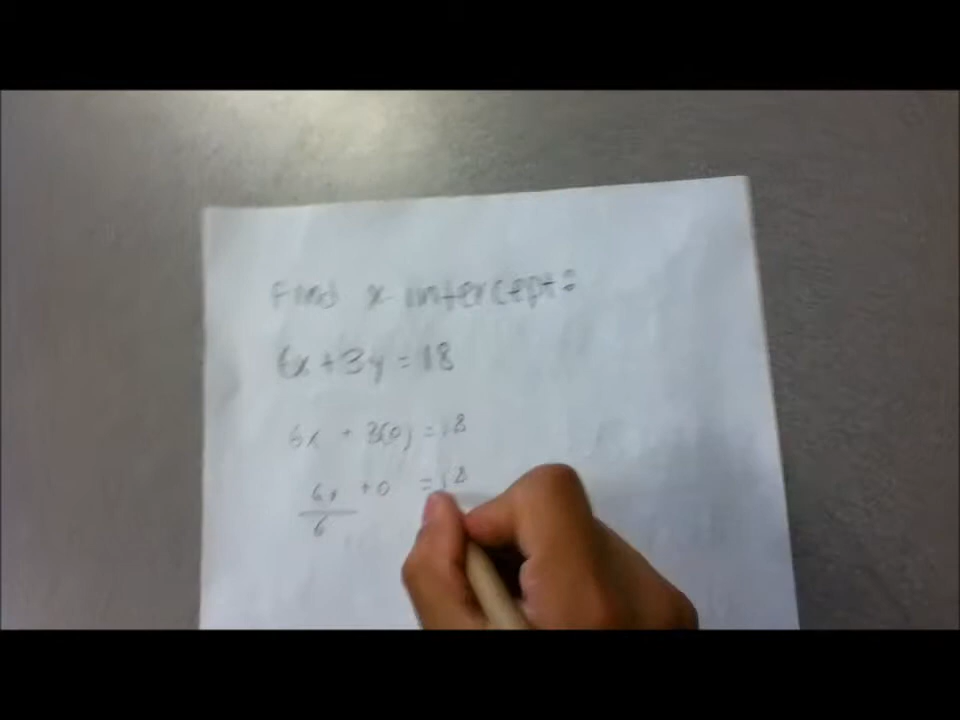 Find x-intercept:
6x+3y=18
6x + 3(0) = 18
6x + 0 = 18
6